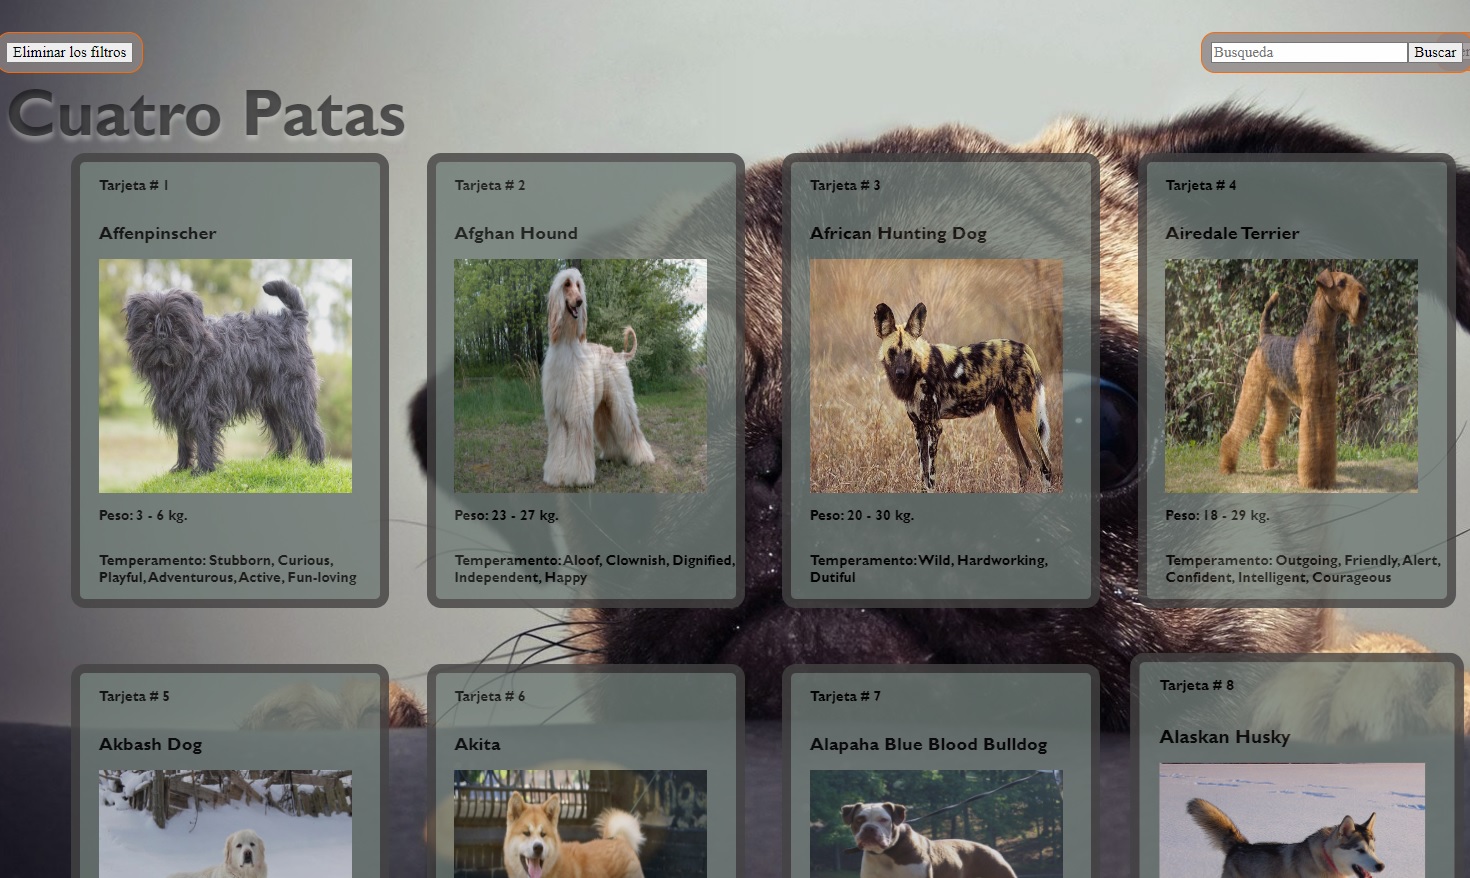 Eliminar los filtros
Busqueda
Buscar
Cuatro Patas
Tarjeta # 1
Affenpinscher
Peso: 3 - 6 kg.
Temperamento: Stubborn, Curious,
Playful, Adventurous, Active, Fun-loving
Tarjeta # 2
Afghan Hound
Peso: 23 - 27 kg.
Temperamento: Aloof, Clownish, Dignified,
Independent, Happy
Tarjeta # 3
African Hunting Dog
Peso: 20 - 30 kg.
Temperamento: Wild, Hardworking,
Dutiful
Tarjeta # 4
Airedale Terrier
Peso: 18 - 29 kg.
Temperamento: Outgoing, Friendly, Alert,
Confident, Intelligent, Courageous
Tarjeta # 5
Akbash Dog
Tarjeta # 6
Akita
Tarjeta # 7
Alapaha Blue Blood Bulldog
Tarjeta # 8
Alaskan Husky